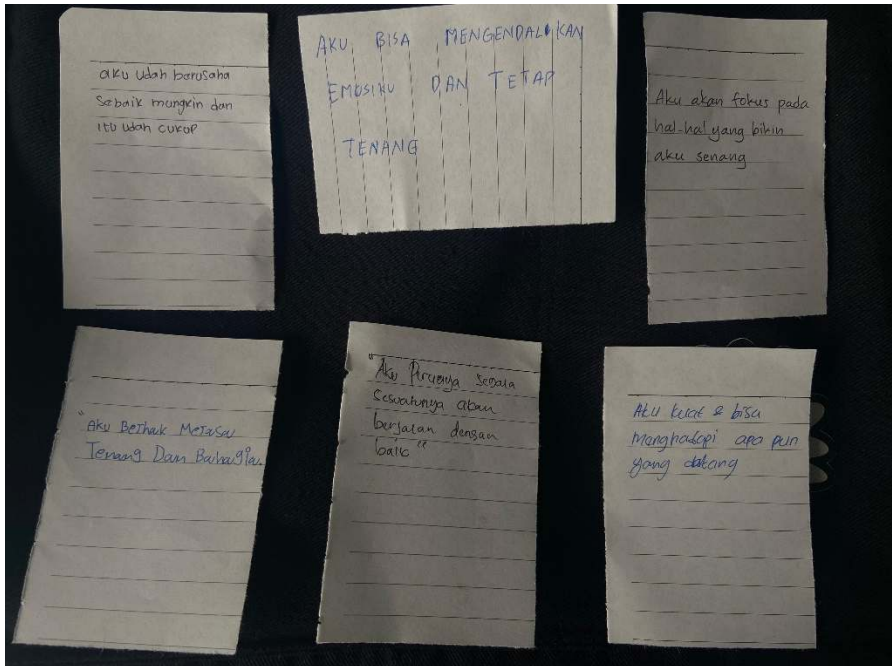 aku udah berusaha
sebaik mungkin dan
itu udah cukup
AKU BISA MENGENDALIKAN
EMOSIKU DAN TETAP
TENANG
Aku akan fokus pada
hal-hal yang bikin
aku senang
"Aku Berhak Merasa
Tenang Dan Bahagia.
"Aku Percaya segala
sesuatunya akan
berjalan dengan
baik"
Aku kuat & bisa
menghadapi apa pun
yang datang